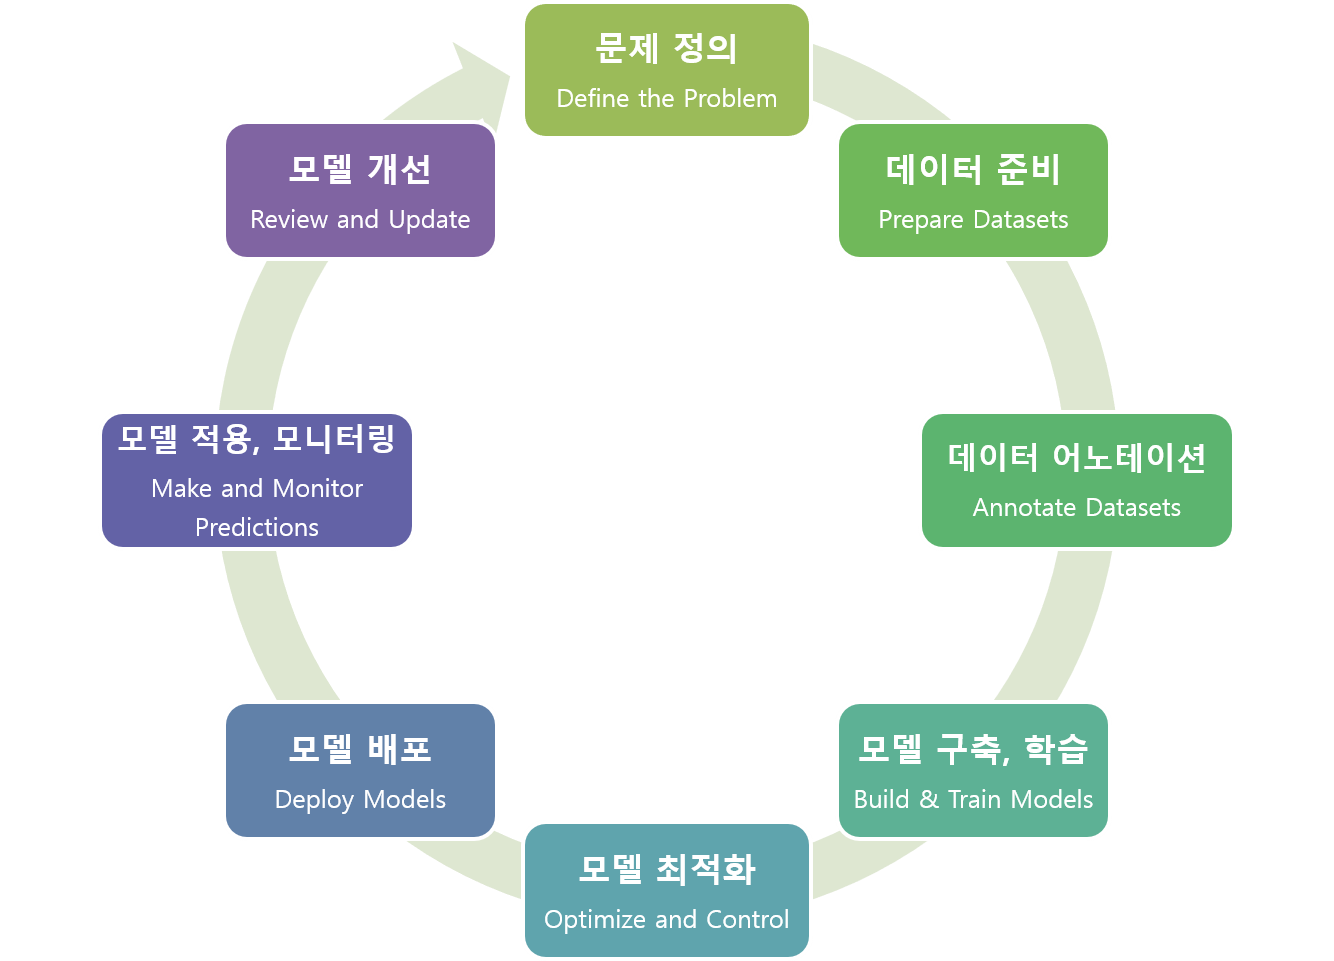 문제 정의
Define the Problem
데이터 준비
Prepare Datasets
데이터 어노테이션
Annotate Datasets
모델 구축, 학습
Build & Train Models
모델 최적화
Optimize and Control
모델 배포
Deploy Models
모델 적용, 모니터링
Make and Monitor
Predictions
모델 개선
Review and Update